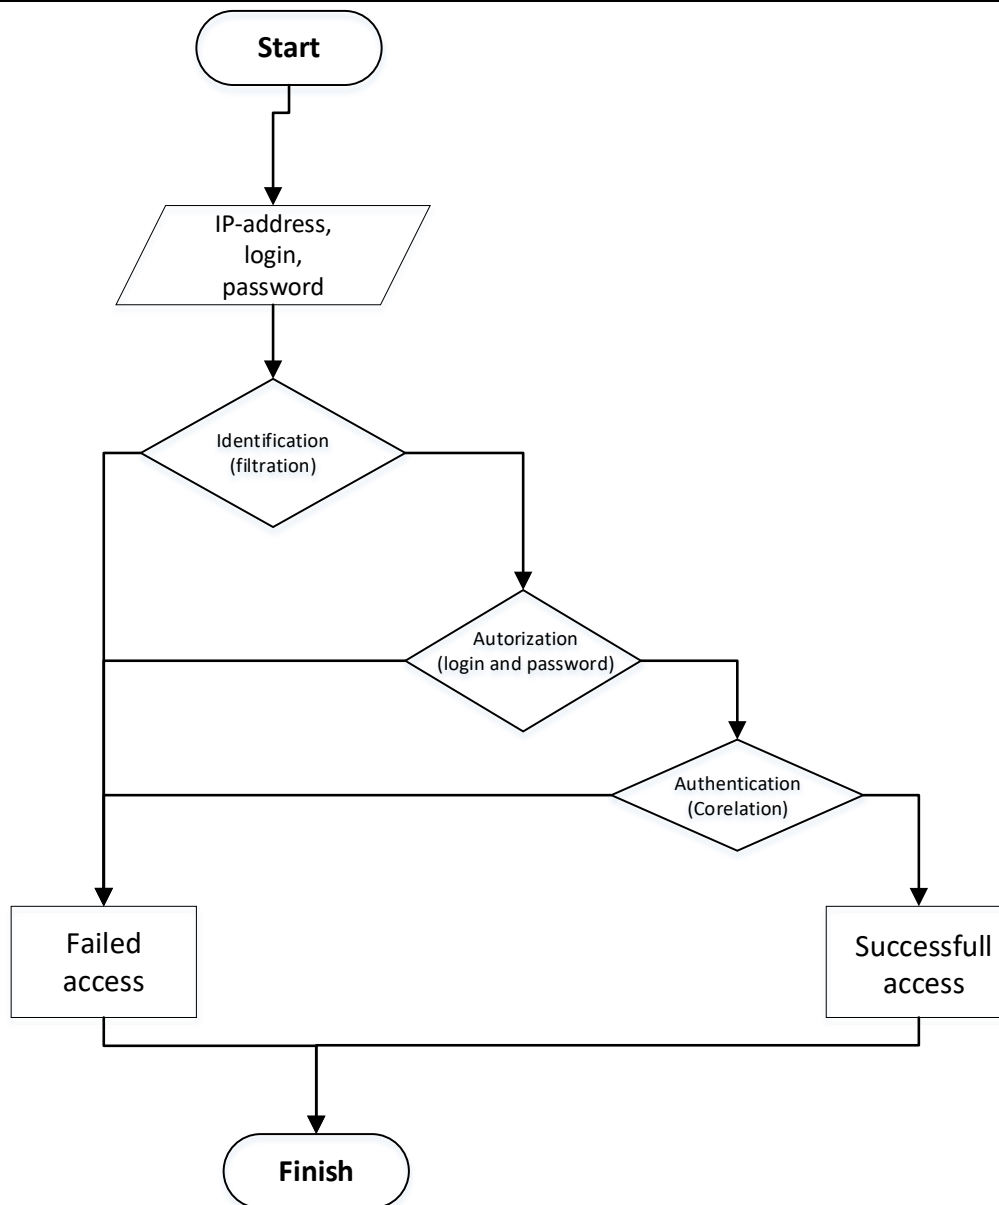 Start
IP-address,
login,
password
Identification
(filtration)
Autorization
(login and password)
Authentication
(Corelation)
Failed
access
Successfull
access
Finish